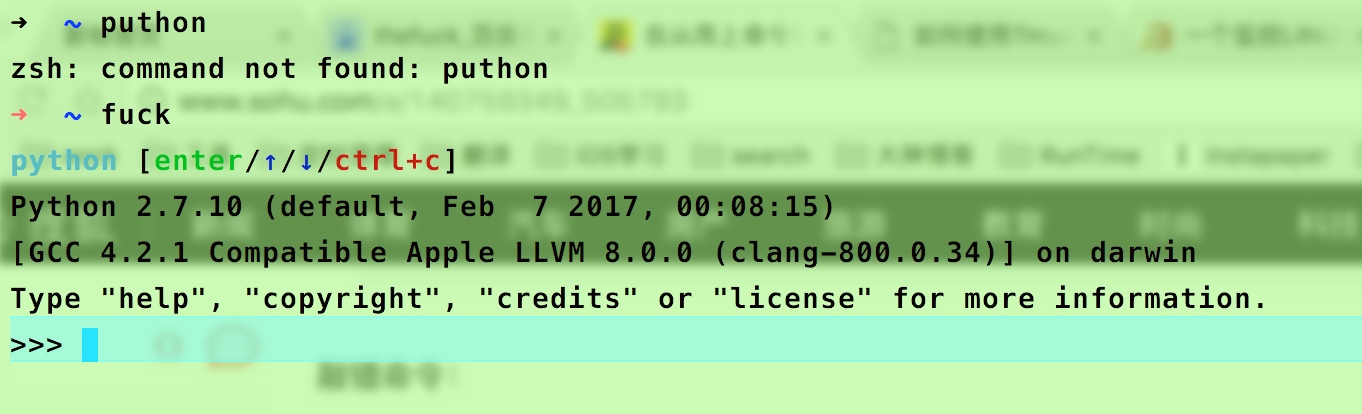 ➜ ~ puthon
zsh: command not found: puthon
➜ ~ fuck
python [enter/↑/↓/ctrl+c]
Python 2.7.10 (default, Feb  7 2017, 00:08:15)
[GCC 4.2.1 Compatible Apple LLVM 8.0.0 (clang-800.0.34)] on darwin
Type "help", "copyright", "credits" or "license" for more information.
>>>